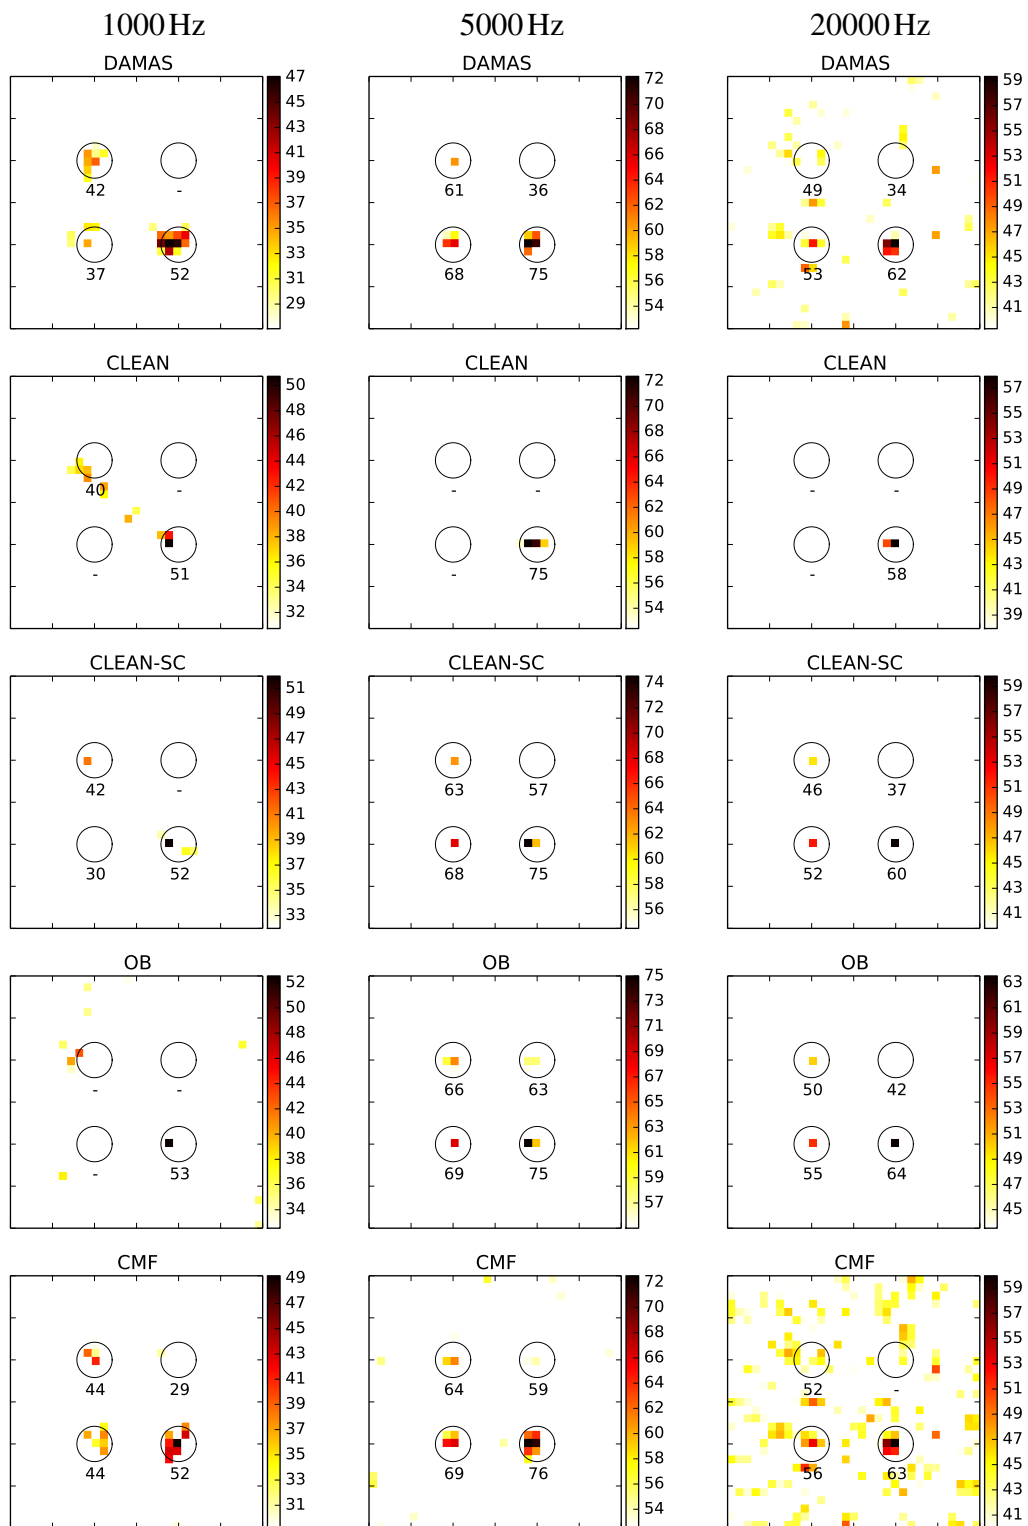 1000 Hz 5000 Hz 20000 Hz
DAMAS DAMAS DAMAS
47 45 43 41 39 37 35 33 31 29
42 -
37 52
72 70 68 66 64 62 60 58 56 54
61 36
68 75
59 57 55 53 51 49 47 45 43 41
49 34
53 62
CLEAN CLEAN CLEAN
50 48 46 44 42 40 38 36 34 32
40 -
- 51
72 70 68 66 64 62 60 58 56 54
- -
- 75
57 55 53 51 49 47 45 43 41 39
- -
- 58
CLEAN-SC CLEAN-SC CLEAN-SC
51 49 47 45 43 41 39 37 35 33
42 -
30 52
74 72 70 68 66 64 62 60 58 56
63 57
68 75
59 57 55 53 51 49 47 45 43 41
46 37
52 60
OB OB OB
52 50 48 46 44 42 40 38 36 34
- -
- 53
75 73 71 69 67 65 63 61 59 57
66 63
69 75
63 61 59 57 55 53 51 49 47 45
50 42
55 64
CMF CMF CMF
49 47 45 43 41 39 37 35 33 31
44 29
44 52
72 70 68 66 64 62 60 58 56 54
64 59
69 76
59 57 55 53 51 49 47 45 43 41
52 -
56 63